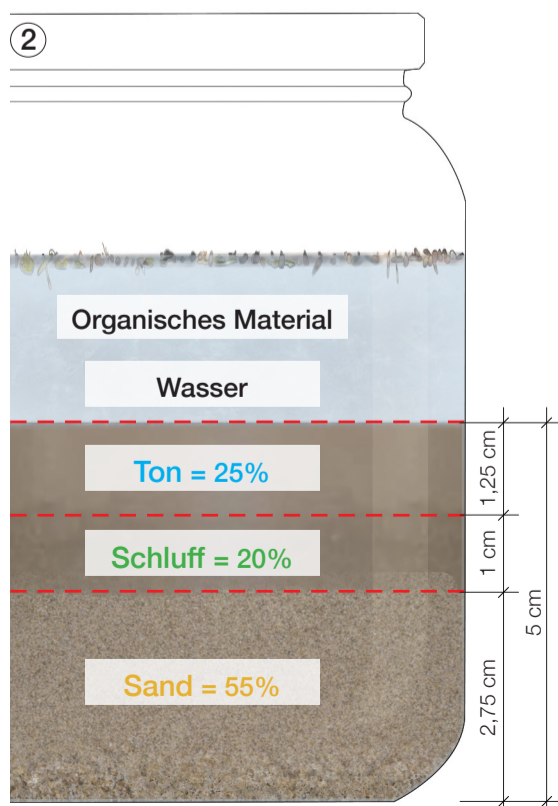 2
Organisches Material
Wasser
Ton = 25%
Schluff = 20%
Sand = 55%
1,25 cm
1 cm
2,75 cm
5 cm